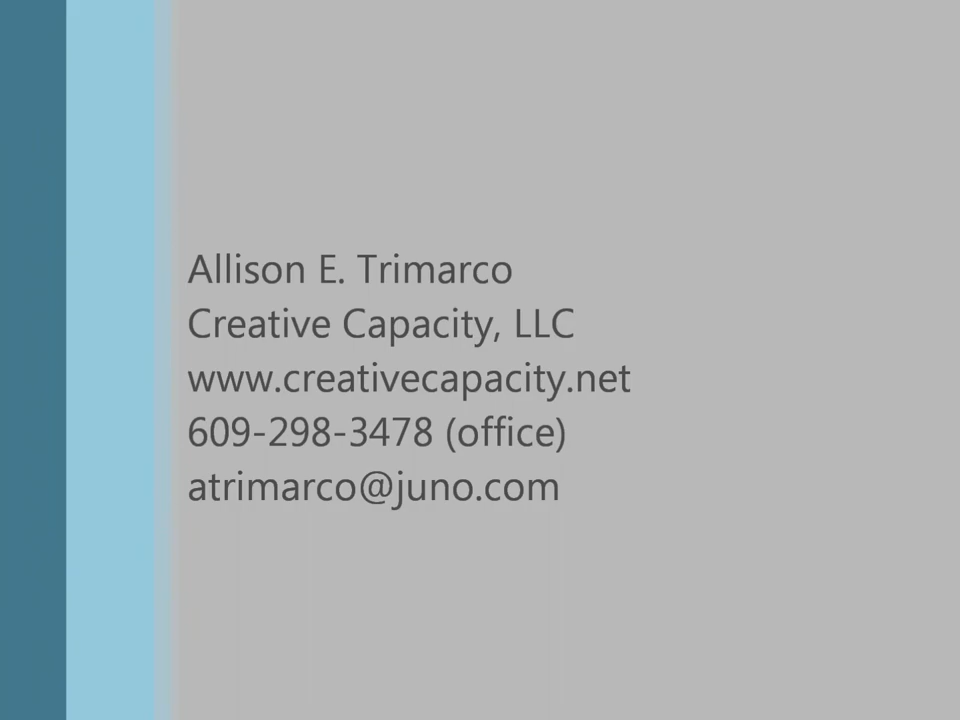 Allison E. Trimarco
Creative Capacity, LLC
www.creativecapacity.net
609-298-3478 (office)
atrimarco@juno.com